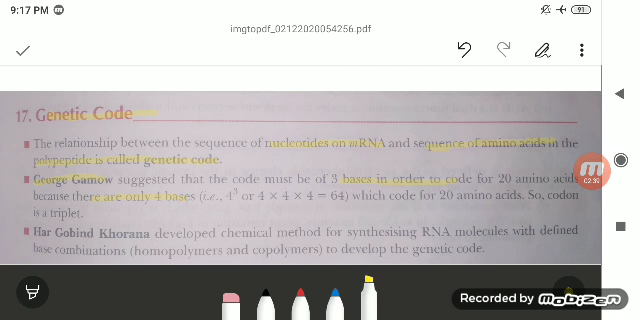 9:17 PM
91
imgtopdf_02122020054256.pdf
17. Genetic Code
The relationship between the sequence of nucleotides on mRNA and sequence of amino acids in the
polypeptide is called genetic code.
George Gamow suggested that the code must be of 3 bases in order to code for 20 amino acids
because there are only 4 bases (i.e., 4³ or 4 × 4 × 4 = 64) which code for 20 amino acids. So, codon
is a triplet.
Har Gobind Khorana developed chemical method for synthesising RNA molecules with defined
base combinations (homopolymers and copolymers) to develop the genetic code.
02:39
Recorded by Mobizen